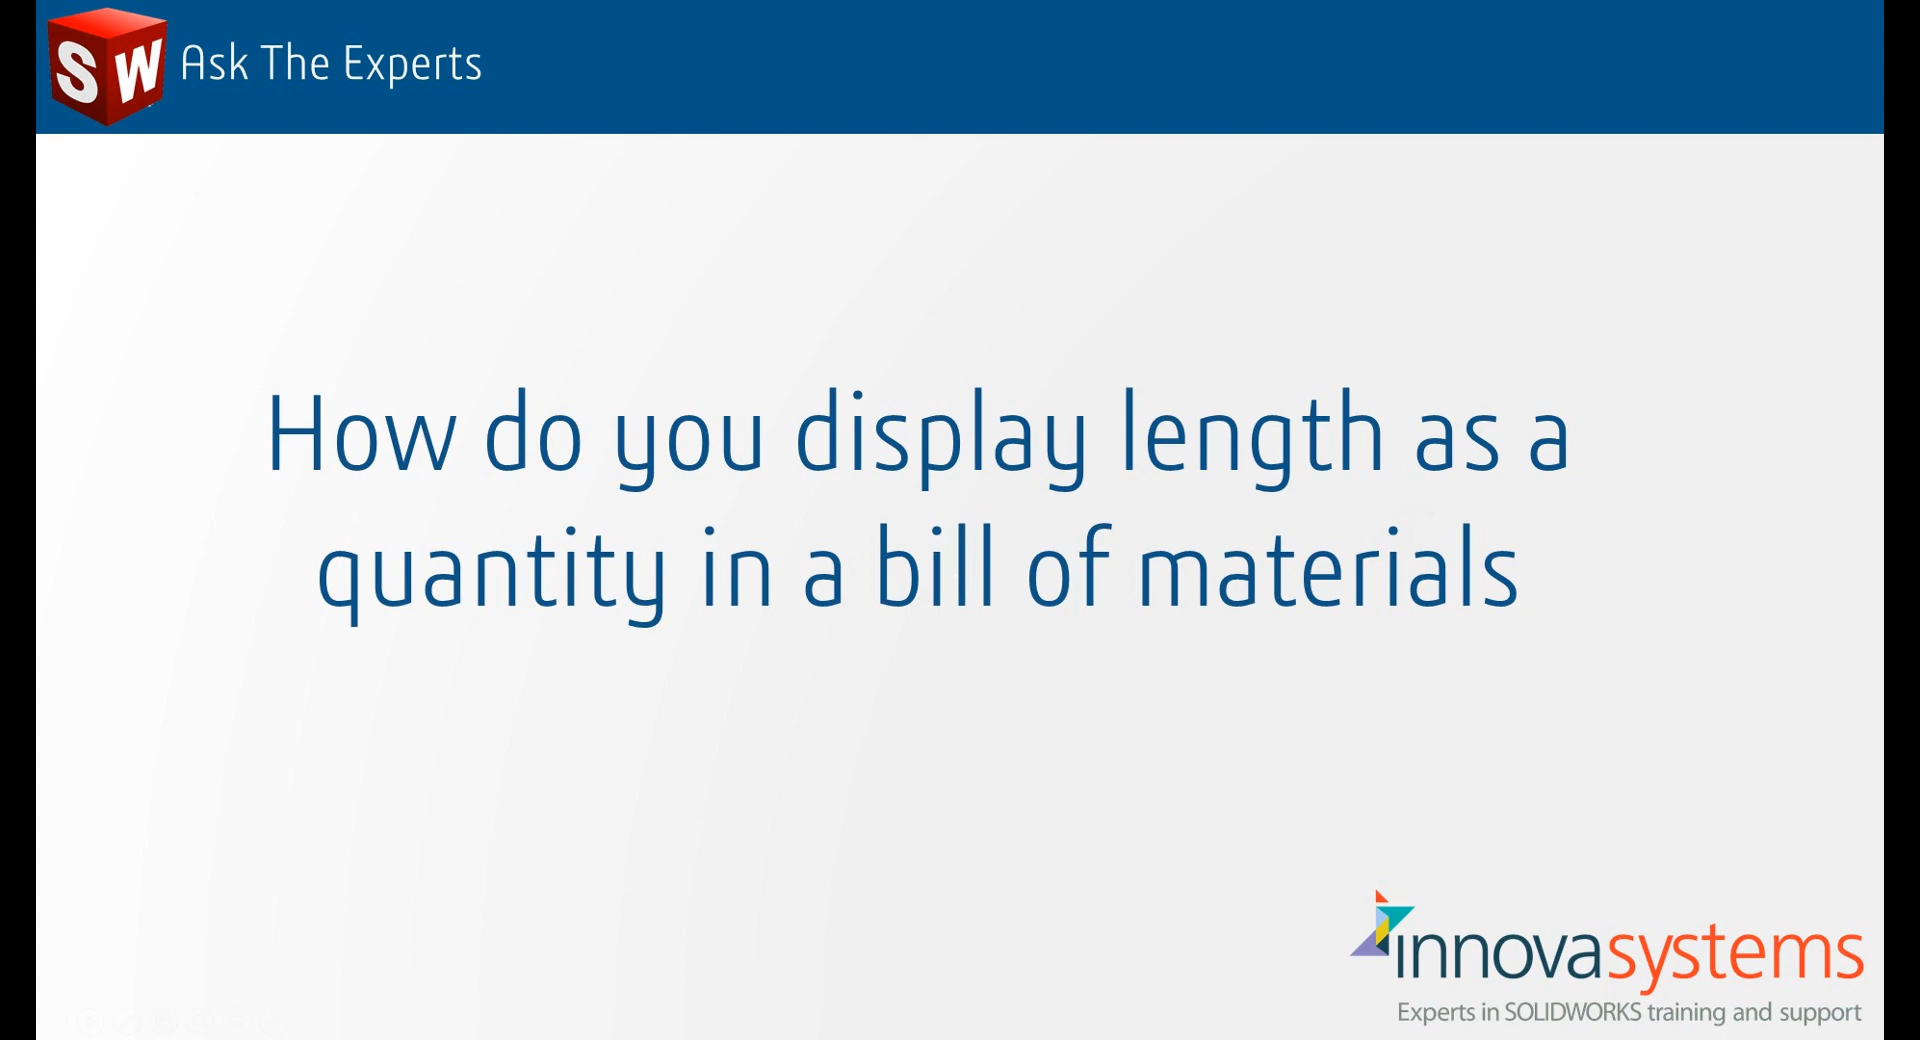 SW Ask The Experts
How do you display length as a
quantity in a bill of materials
innovasystems
Experts in SOLIDWORKS training and support